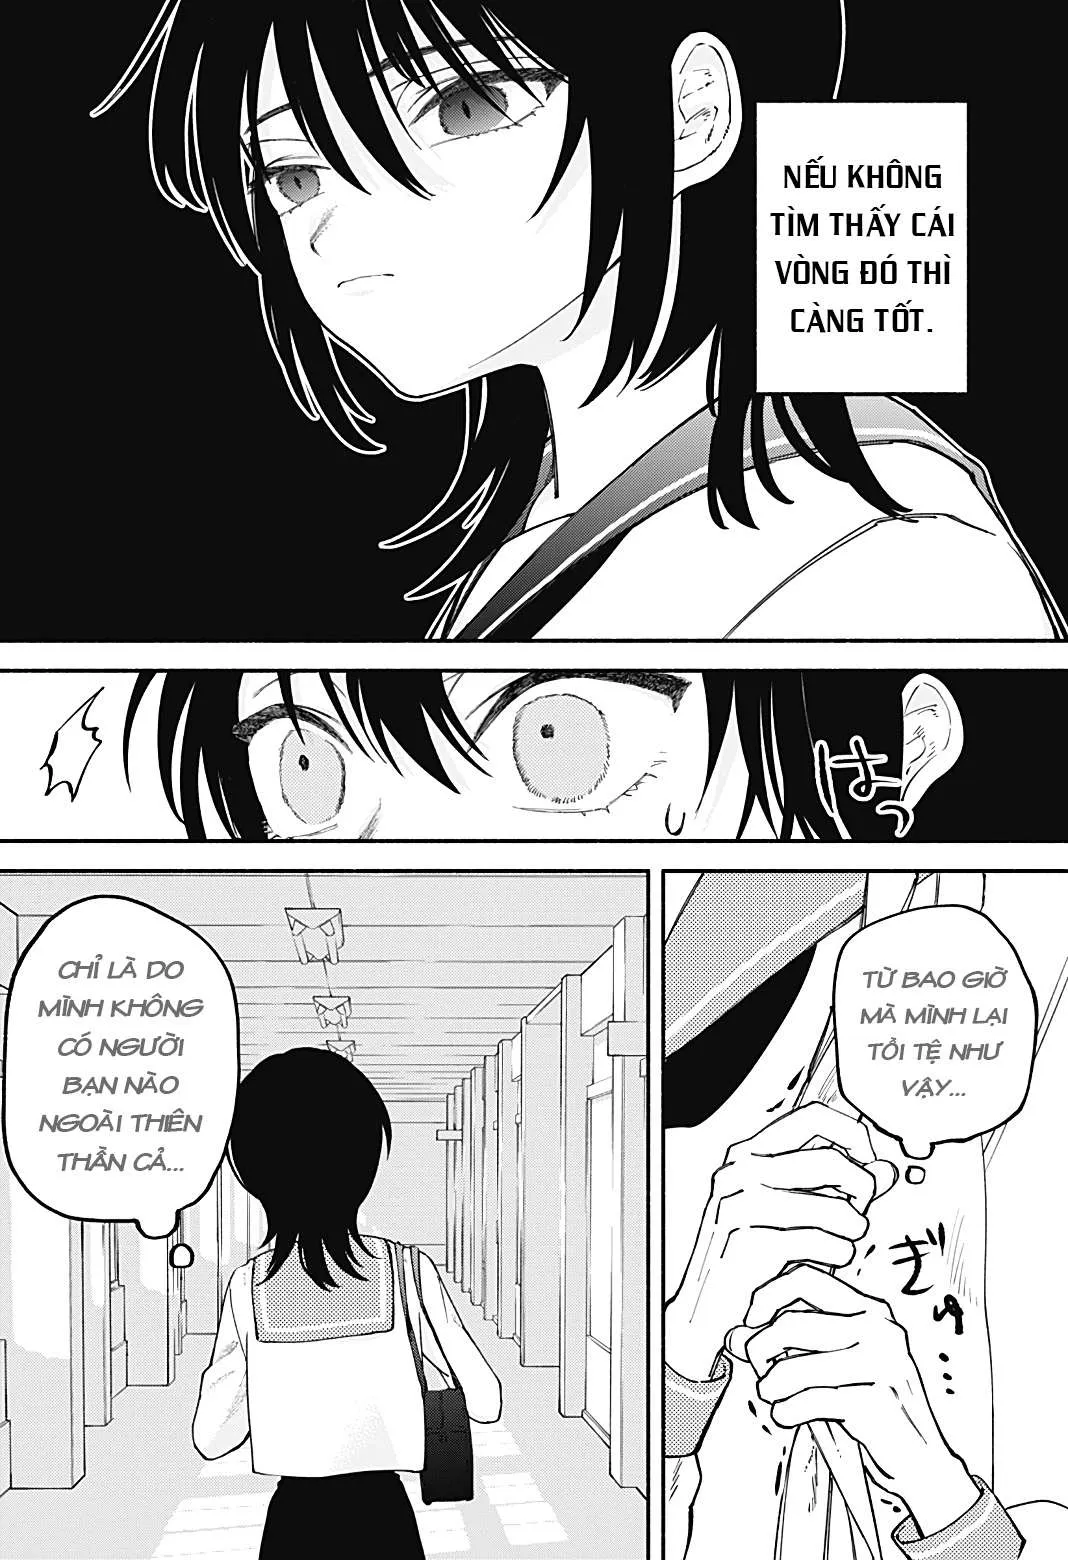 NẾU KHÔNG
TÌM THẤY CÁI
VÒNG ĐÓ THÌ
CÀNG TỐT.
はっ
TỪ BAO GIỜ
MÀ MÌNH LẠI
TỒI TỆ NHƯ
VẬY...
ぎゅ
CHỈ LÀ DO
MÌNH KHÔNG
CÓ NGƯỜI
BẠN NÀO
NGOÀI THIÊN
THẦN CẢ...